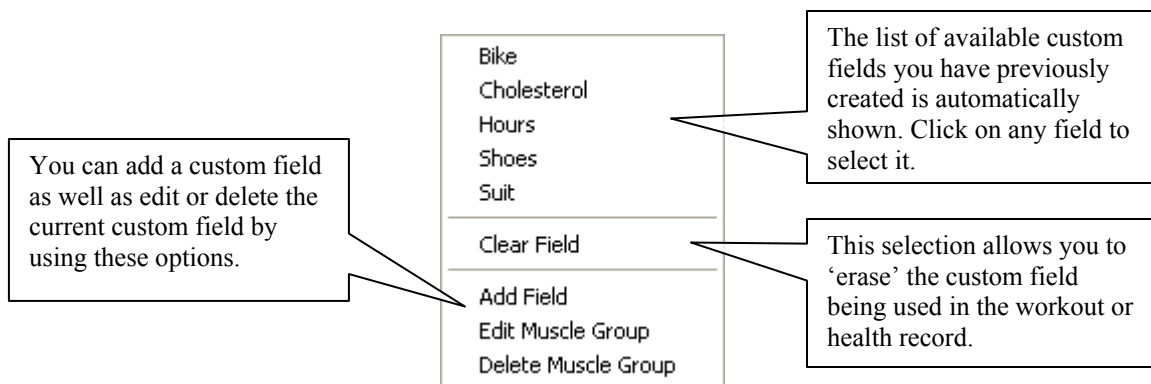 Bike
Cholesterol
Hours
Shoes
Suit
Clear Field
Add Field
Edit Muscle Group
Delete Muscle Group
The list of available custom
fields you have previously
created is automatically
shown. Click on any field to
select it.
You can add a custom field
as well as edit or delete the
current custom field by
using these options.
This selection allows you to
‘erase’ the custom field
being used in the workout or
health record.